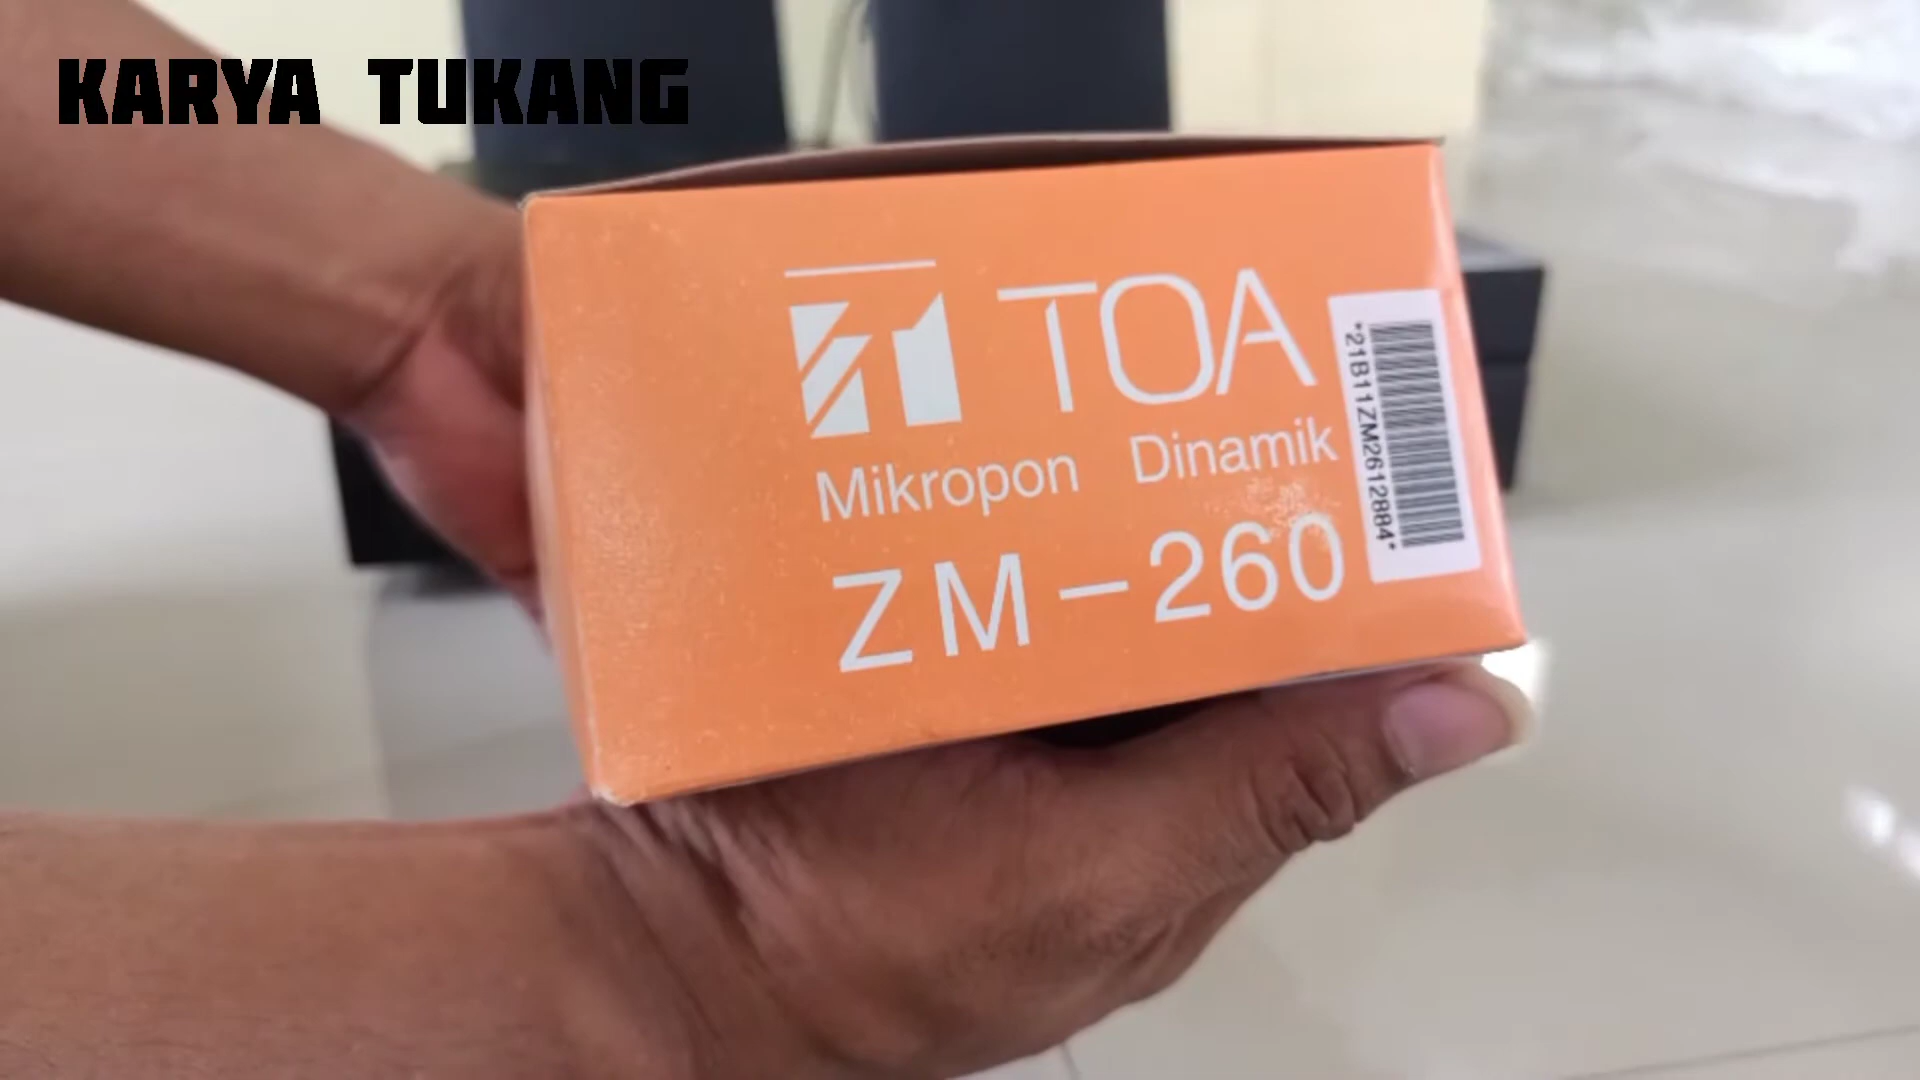 KARYA TUKANG
TOA
Mikropon Dinamik
ZM-260
*21B11ZM2612884*